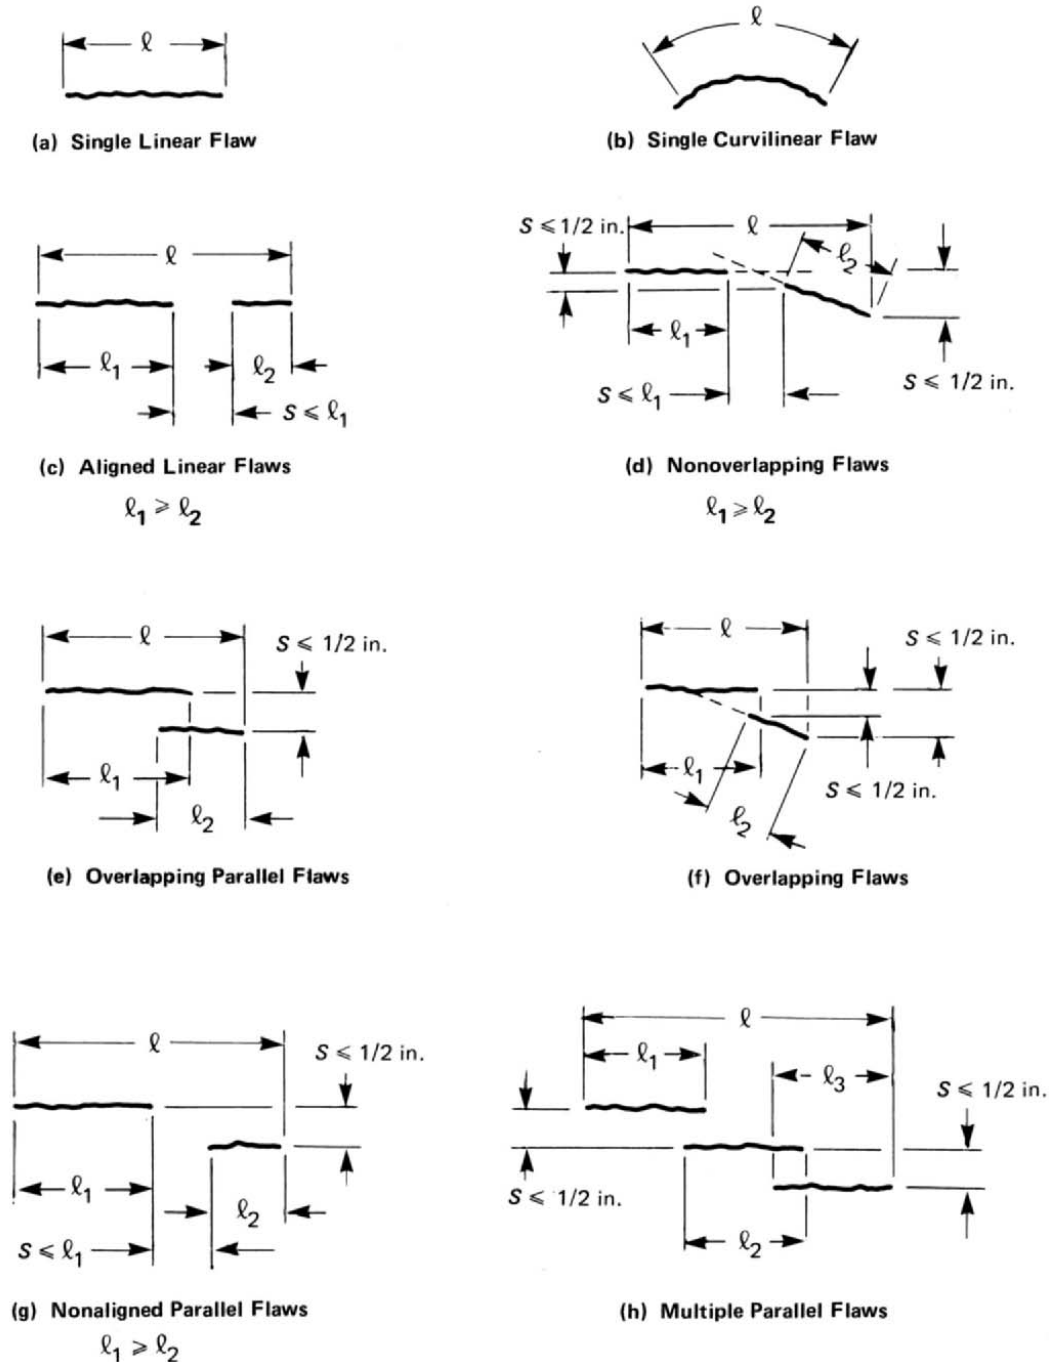 ℓ
(a) Single Linear Flaw
ℓ
(b) Single Curvilinear Flaw
ℓ
ℓ1
ℓ2
S ⩽ ℓ1
(c) Aligned Linear Flaws
ℓ1 ⩾ ℓ2
S ⩽ 1/2 in.
ℓ
ℓ2
ℓ1
S ⩽ 1/2 in.
S ⩽ ℓ1
(d) Nonoverlapping Flaws
ℓ1 ⩾ ℓ2
ℓ
S ⩽ 1/2 in.
ℓ1
ℓ2
(e) Overlapping Parallel Flaws
ℓ
S ⩽ 1/2 in.
ℓ1
S ⩽ 1/2 in.
ℓ2
(f) Overlapping Flaws
ℓ
S ⩽ 1/2 in.
ℓ1
ℓ2
S ⩽ ℓ1
(g) Nonaligned Parallel Flaws
ℓ1 ⩾ ℓ2
ℓ
ℓ1
ℓ3
S ⩽ 1/2 in.
S ⩽ 1/2 in.
ℓ2
(h) Multiple Parallel Flaws